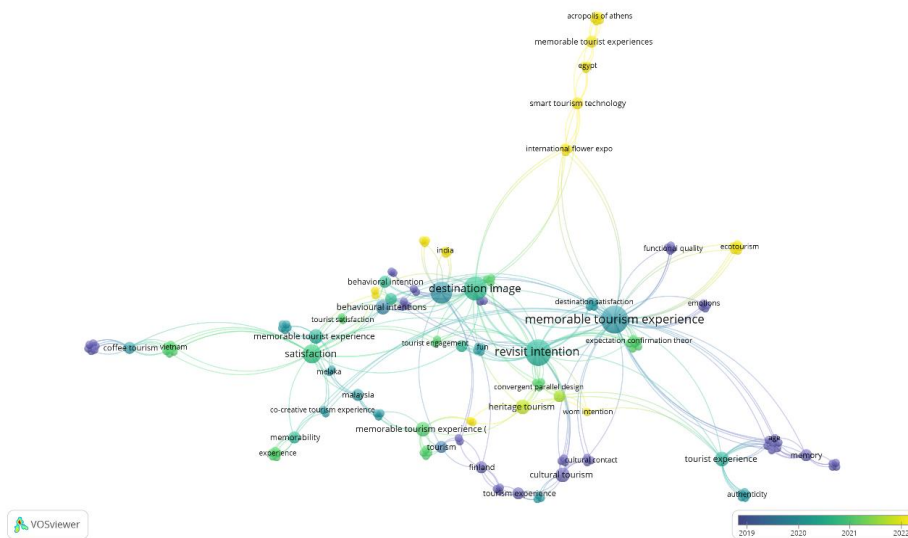 acropolis of athens
memorable tourist experiences
egypt
smart tourism technology
international flower expo
functional quality
ecotourism
india
behavioral intention
destination image
destination satisfaction
emotions
behavioural intentions
memorable tourism experience
tourist satisfaction
memorable tourist experience
expectation confirmation theor
tourist engagement
fun
revisit intention
coffee tourism
vietnam
satisfaction
melaka
convergent parallel design
malaysia
heritage tourism
wom intention
co-creative tourism experience
memorable tourism experience (
memorability
age
tourism
experience
cultural contact
tourist experience
memory
finland
cultural tourism
tourism experience
authenticity
VOSviewer
2019 2020 2021 2022